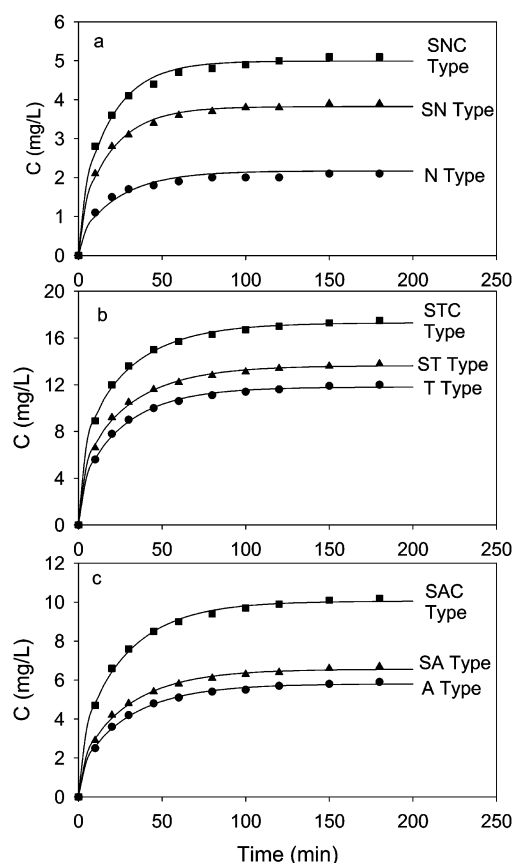 6
a
SNC
Type
5
4
SN Type
3
C (mg/L)
2
N Type
1
0
0 50 100 150 200 250
20
b
STC
Type
16
ST Type
12
T Type
C (mg/L)
8
4
0
0 50 100 150 200 250
12
c
SAC
Type
10
8
SA Type
6
A Type
C (mg/L)
4
2
0
0 50 100 150 200 250
Time (min)